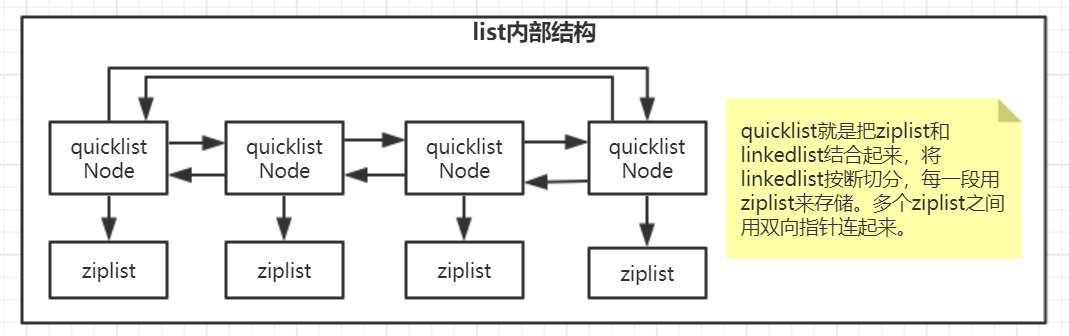 list内部结构
quicklist
Node
quicklist
Node
quicklist
Node
quicklist
Node
ziplist
ziplist
ziplist
ziplist
quicklist就是把ziplist和
linkedlist结合起来，将
linkedlist按断切分，每一段用
ziplist来存储。多个ziplist之间
用双向指针连起来。